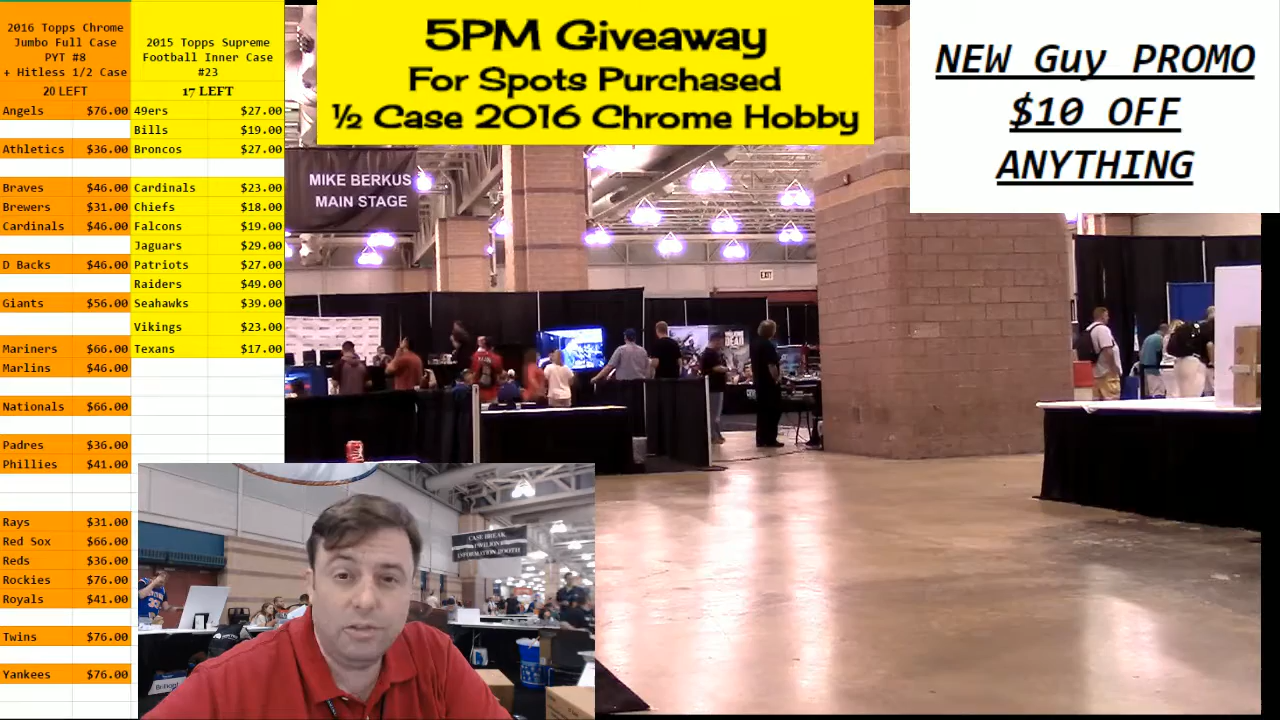 2016 Topps Chrome
Jumbo Full Case
PYT #8
+ Hitless 1/2 Case
20 LEFT
Angels $76.00
Athletics $36.00
Braves $46.00
Brewers $31.00
Cardinals $46.00
D Backs $46.00
Giants $56.00
Mariners $66.00
Marlins $46.00
Nationals $66.00
Padres $36.00
Phillies $41.00
Rays $31.00
Red Sox $66.00
Reds $36.00
Rockies $76.00
Royals $41.00
Twins $76.00
Yankees $76.00
2015 Topps Supreme
Football Inner Case
#23
17 LEFT
49ers $27.00
Bills $19.00
Broncos $27.00
Cardinals $23.00
Chiefs $18.00
Falcons $19.00
Jaguars $29.00
Patriots $27.00
Raiders $49.00
Seahawks $39.00
Vikings $23.00
Texans $17.00
5PM Giveaway
For Spots Purchased
½ Case 2016 Chrome Hobby
NEW Guy PROMO
$10 OFF
ANYTHING
MIKE BERKUS
MAIN STAGE
EXIT
WALKING
DEAD
CASE BREAK
PAVILION
INFORMATION BOOTH